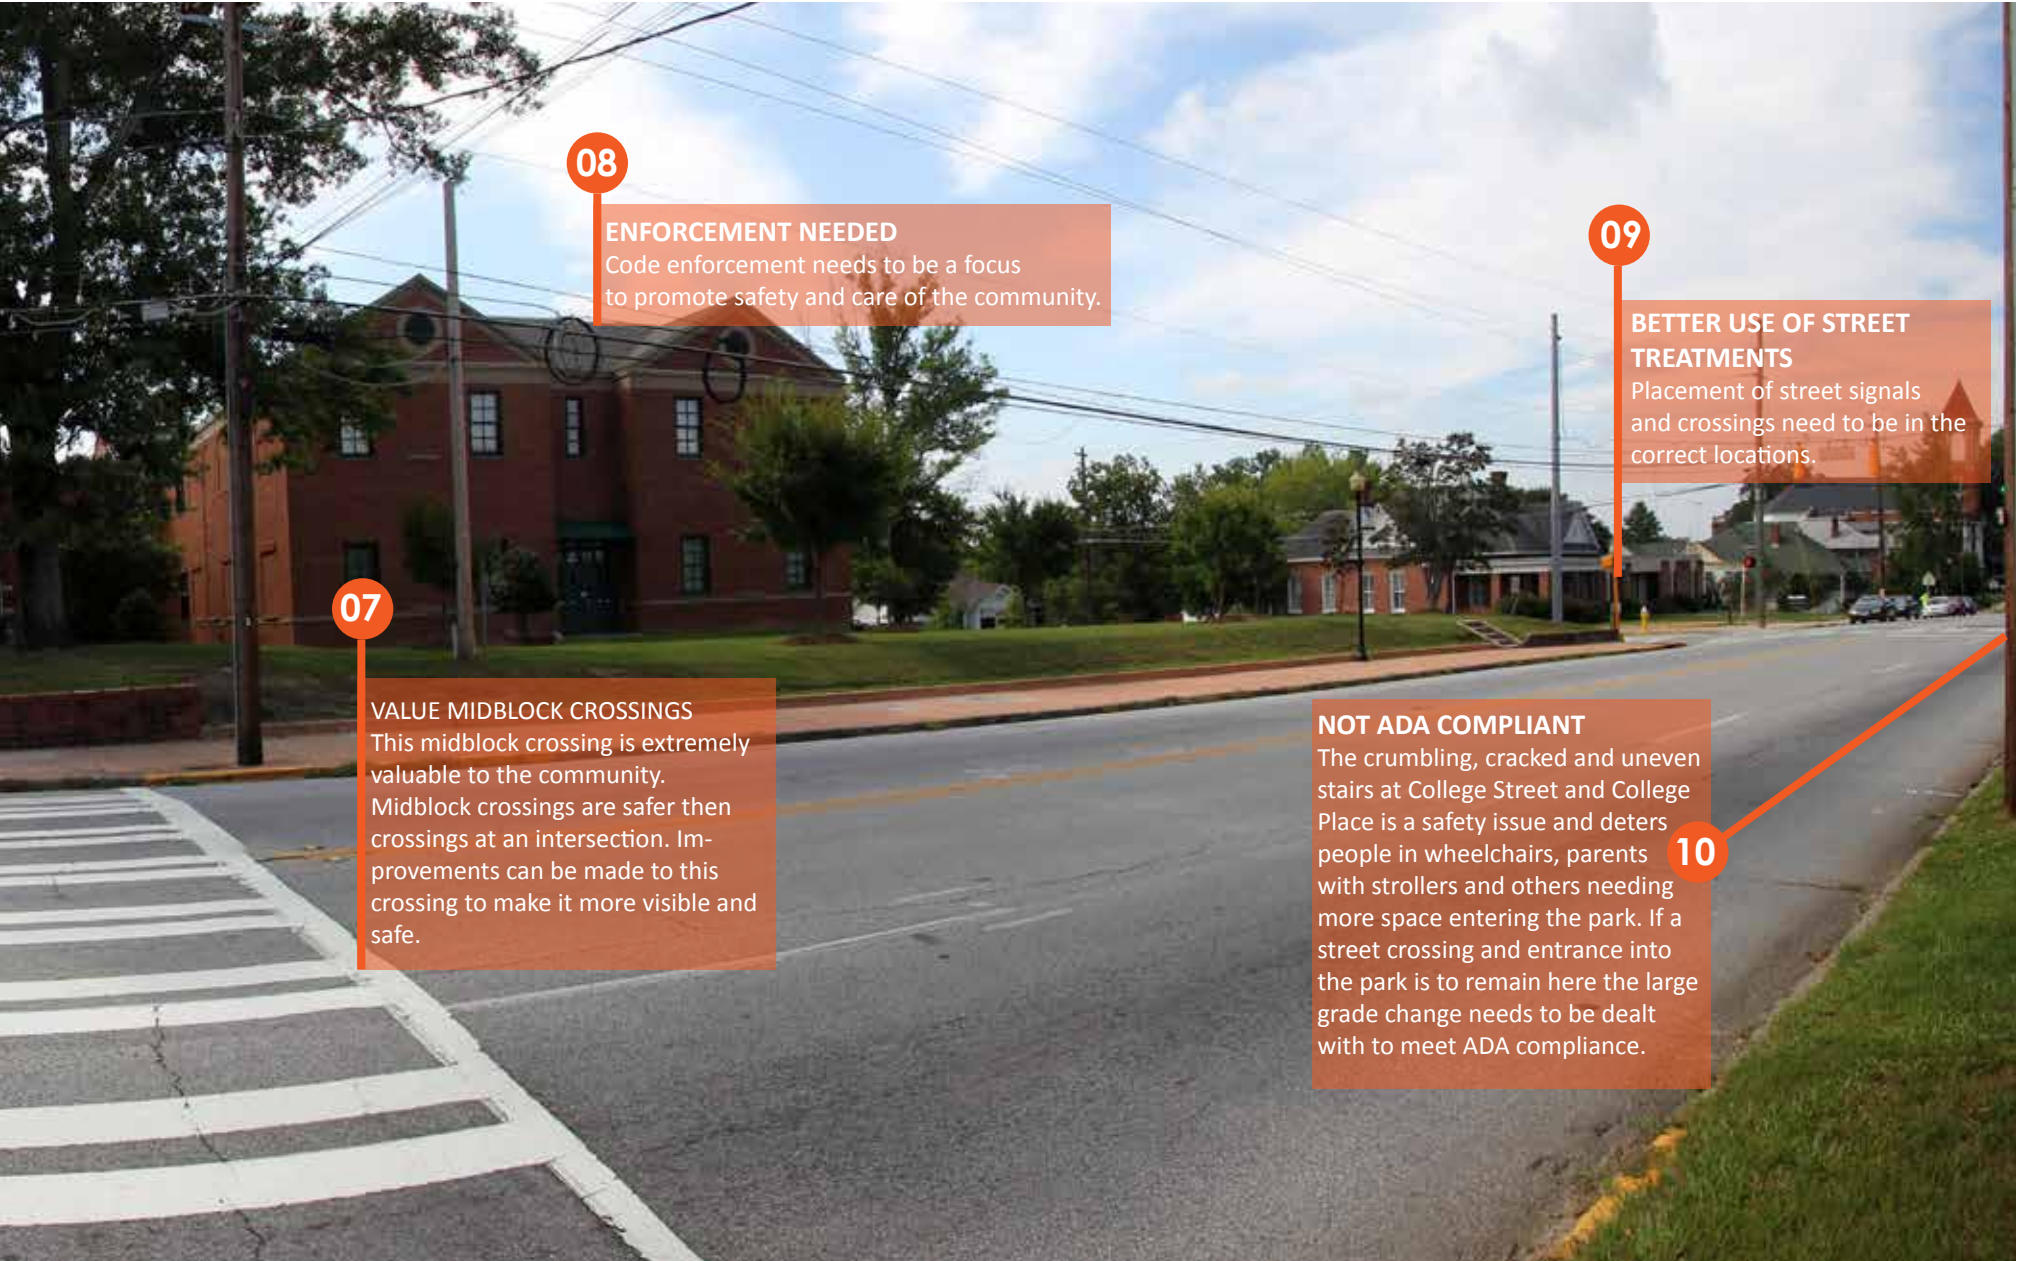 08
ENFORCEMENT NEEDED
Code enforcement needs to be a focus
to promote safety and care of the community.
09
BETTER USE OF STREET
TREATMENTS
Placement of street signals
and crossings need to be in the
correct locations.
07
VALUE MIDBLOCK CROSSINGS
This midblock crossing is extremely
valuable to the community.
Midblock crossings are safer then
crossings at an intersection. Im-
provements can be made to this
crossing to make it more visible and
safe.
NOT ADA COMPLIANT
The crumbling, cracked and uneven
stairs at College Street and College
Place is a safety issue and deters
people in wheelchairs, parents
with strollers and others needing
more space entering the park. If a
street crossing and entrance into
the park is to remain here the large
grade change needs to be dealt
with to meet ADA compliance.
10